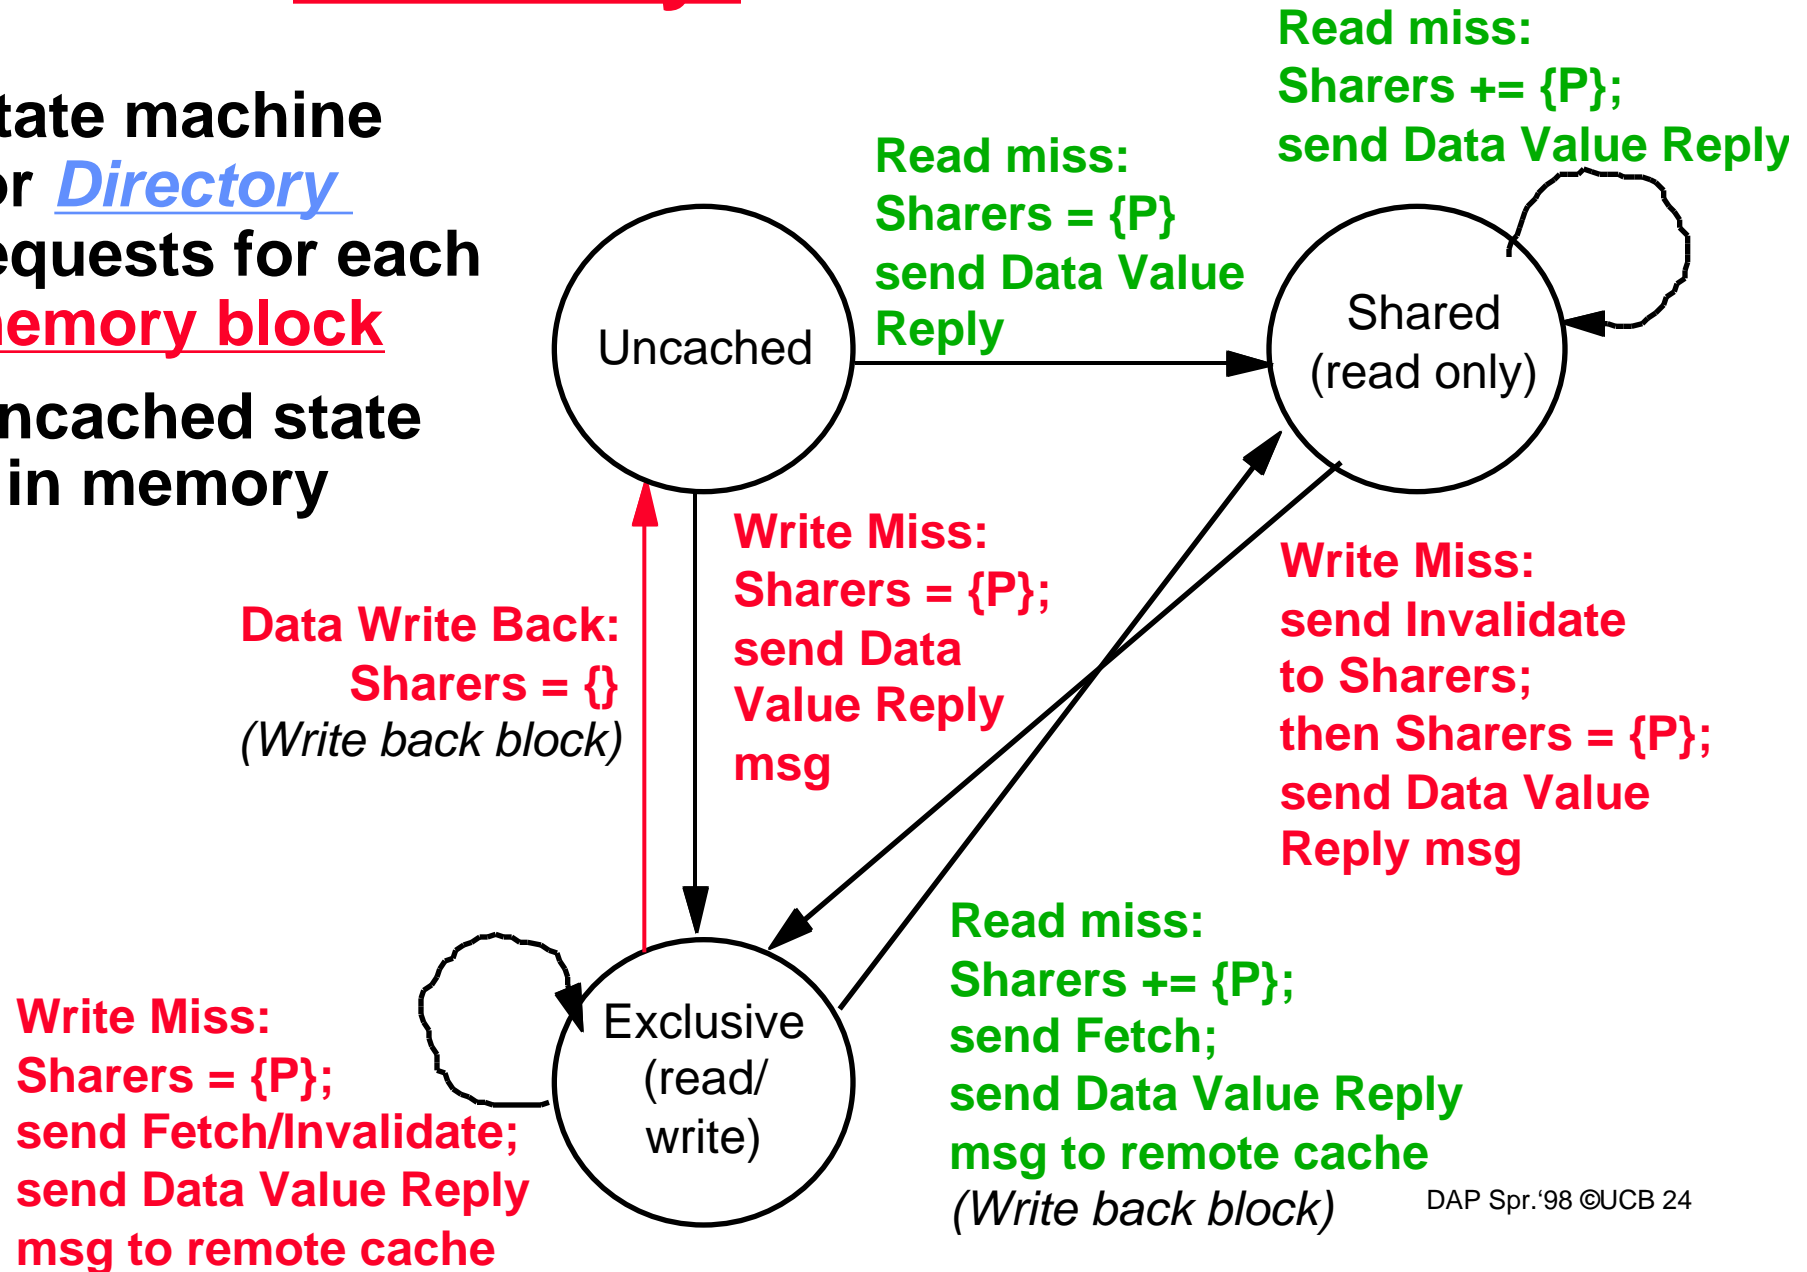 tate machine
or Directory
equests for each
nemory block
ncached state
in memory
Uncached
Read miss:
Sharers = {P}
send Data Value
Reply
Read miss:
Sharers += {P};
send Data Value Reply
Shared
(read only)
Data Write Back:
Sharers = {}
(Write back block)
Write Miss:
Sharers = {P};
send Data
Value Reply
msg
Write Miss:
send Invalidate
to Sharers;
then Sharers = {P};
send Data Value
Reply msg
Write Miss:
Sharers = {P};
send Fetch/Invalidate;
send Data Value Reply
msg to remote cache
Exclusive
(read/
write)
Read miss:
Sharers += {P};
send Fetch;
send Data Value Reply
msg to remote cache
(Write back block)
DAP Spr.‘98 ©UCB 24